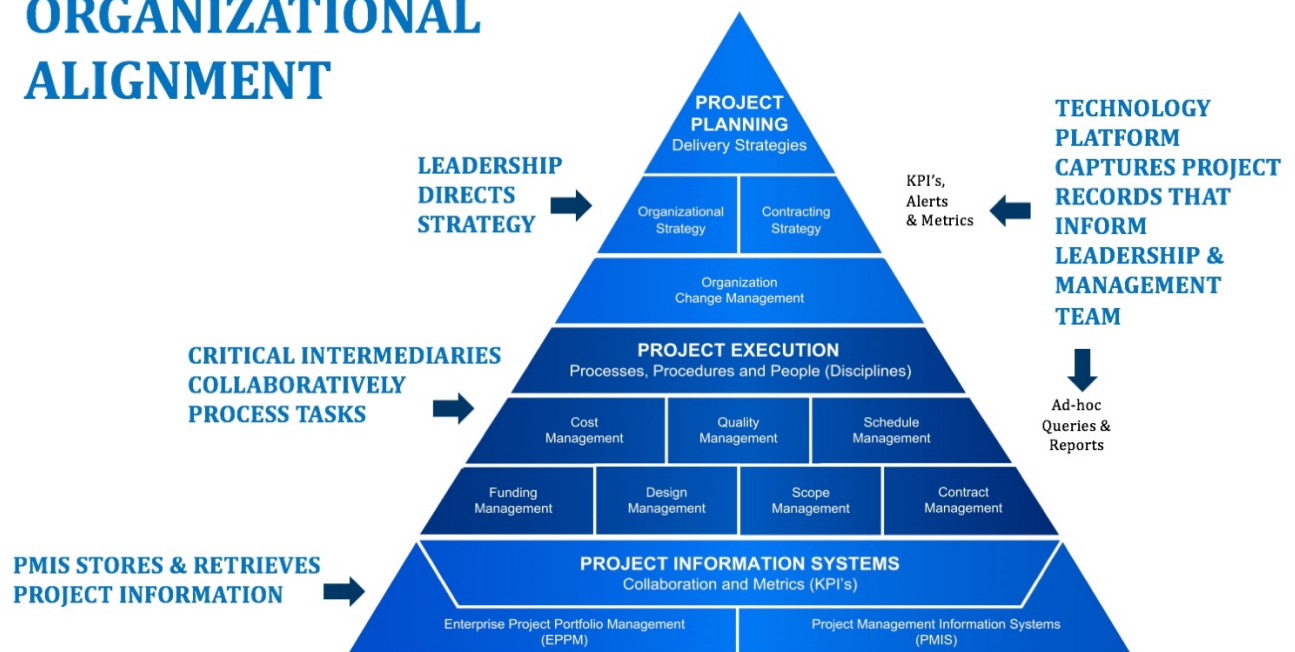 ORGANIZATIONAL
ALIGNMENT
PROJECT
PLANNING
Delivery Strategies
LEADERSHIP
DIRECTS
STRATEGY
Organizational
Strategy
Contracting
Strategy
KPI's,
Alerts
& Metrics
TECHNOLOGY
PLATFORM
CAPTURES PROJECT
RECORDS THAT
INFORM
LEADERSHIP &
MANAGEMENT
TEAM
Organization
Change Management
CRITICAL INTERMEDIARIES
COLLABORATIVELY
PROCESS TASKS
PROJECT EXECUTION
Processes, Procedures and People (Disciplines)
Ad-hoc
Queries &
Reports
Cost
Management
Quality
Management
Schedule
Management
Funding
Management
Design
Management
Scope
Management
Contract
Management
PMIS STORES & RETRIEVES
PROJECT INFORMATION
PROJECT INFORMATION SYSTEMS
Collaboration and Metrics (KPI's)
Enterprise Project Portfolio Management
(EPPM)
Project Management Information Systems
(PMIS)